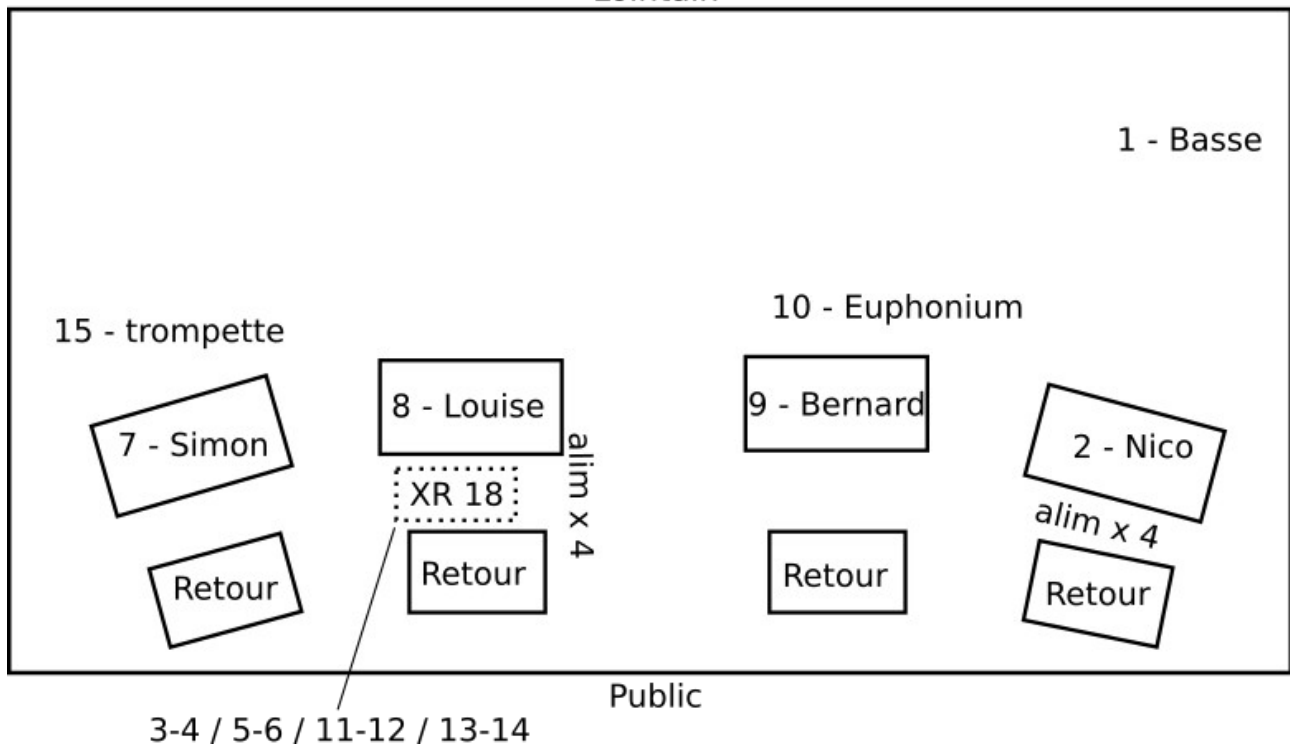 1 - Basse
10 - Euphonium
15 - trompette
8 - Louise
9 - Bernard
7 - Simon
2 - Nico
alim x 4
XR 18
alim x 4
Retour
Retour
Retour
Retour
Public
3-4 / 5-6 / 11-12 / 13-14